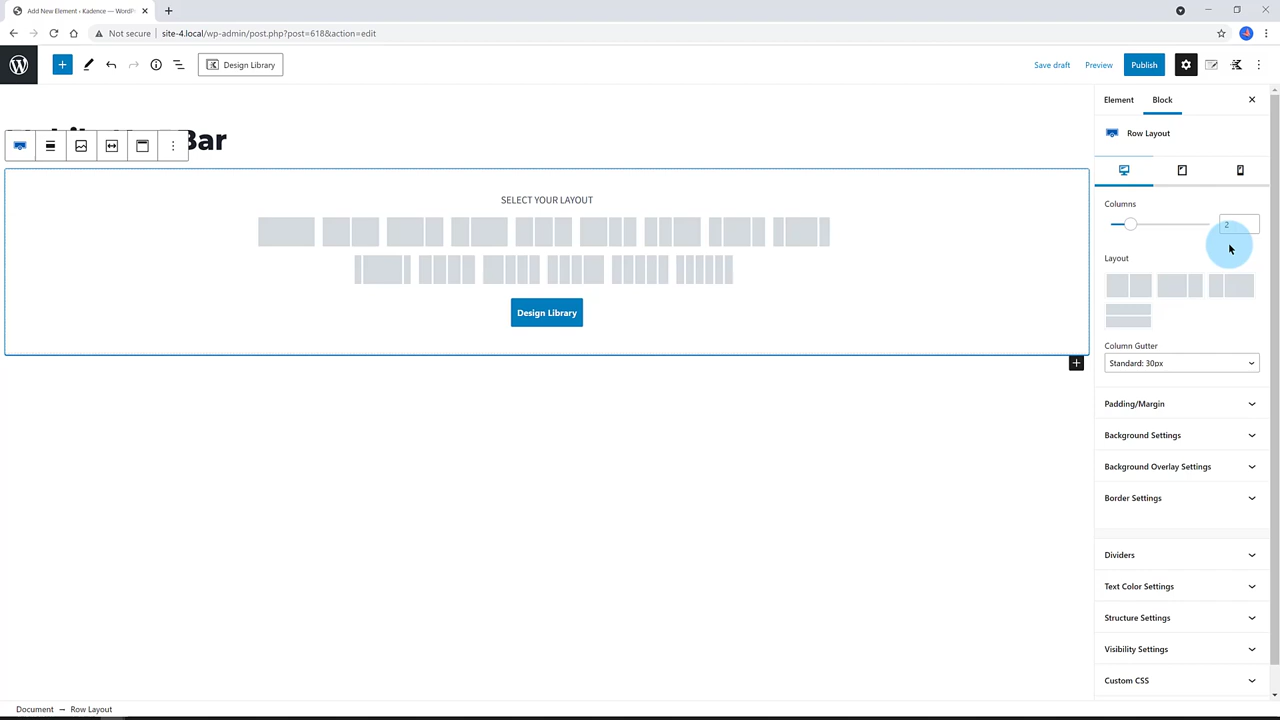 Add New Element ‹ Kadence — WordP
Not secure
site-4.local/wp-admin/post.php?post=618&action=edit
Design Library
Save draft
Preview
Publish
Element
Block
Bar
Row Layout
SELECT YOUR LAYOUT
Design Library
Columns
2
Layout
Column Gutter
Standard: 30px
Padding/Margin
Background Settings
Background Overlay Settings
Border Settings
Dividers
Text Color Settings
Structure Settings
Visibility Settings
Custom CSS
Document → Row Layout